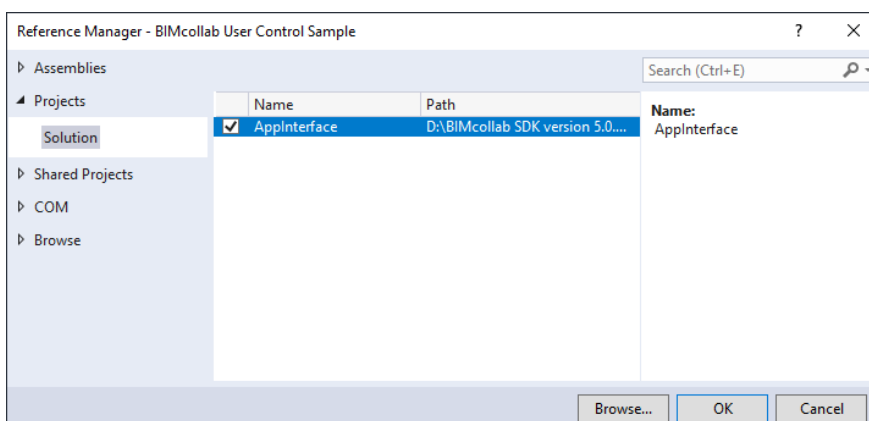 Reference Manager - BIMcollab User Control Sample ?
Assemblies
Projects
Solution
Shared Projects
COM
Browse
Name Path
AppInterface D:\BIMcollab SDK version 5.0....
Search (Ctrl+E)
Name:
AppInterface
Browse... OK Cancel